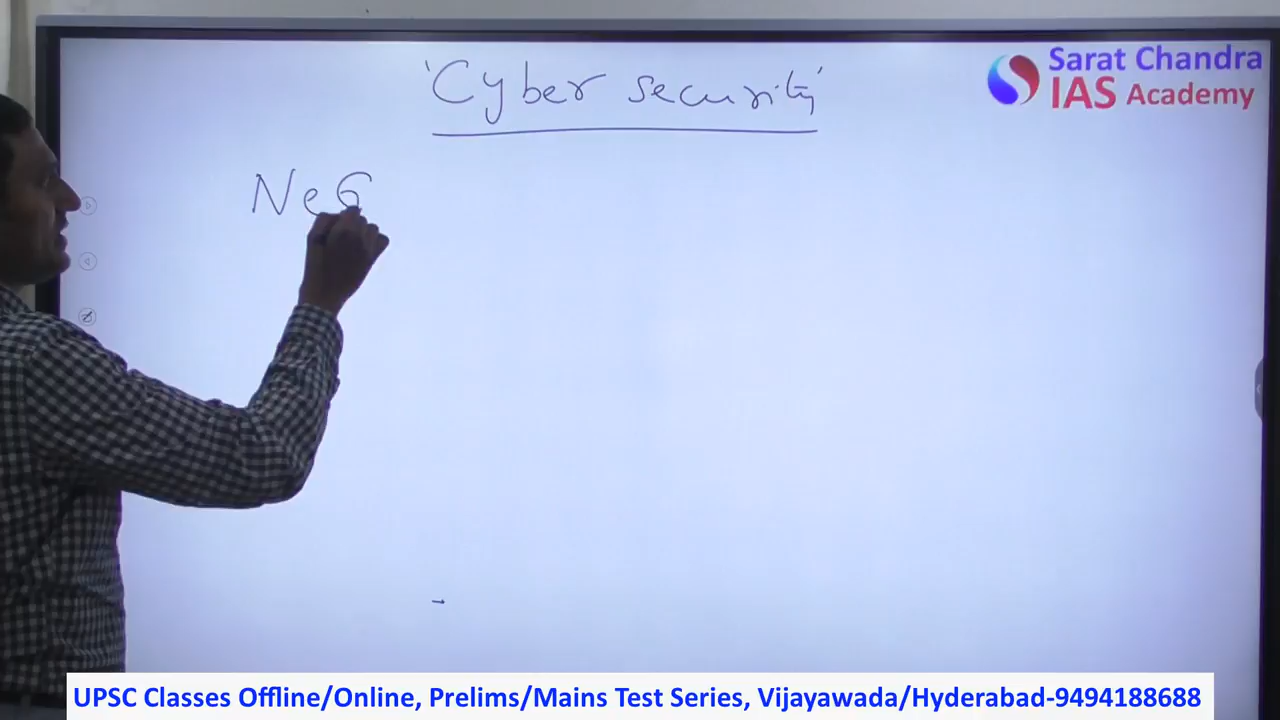 'Cyber security'
Sarat Chandra
IAS Academy
NeG
UPSC Classes Offline/Online, Prelims/Mains Test Series, Vijayawada/Hyderabad-9494188688